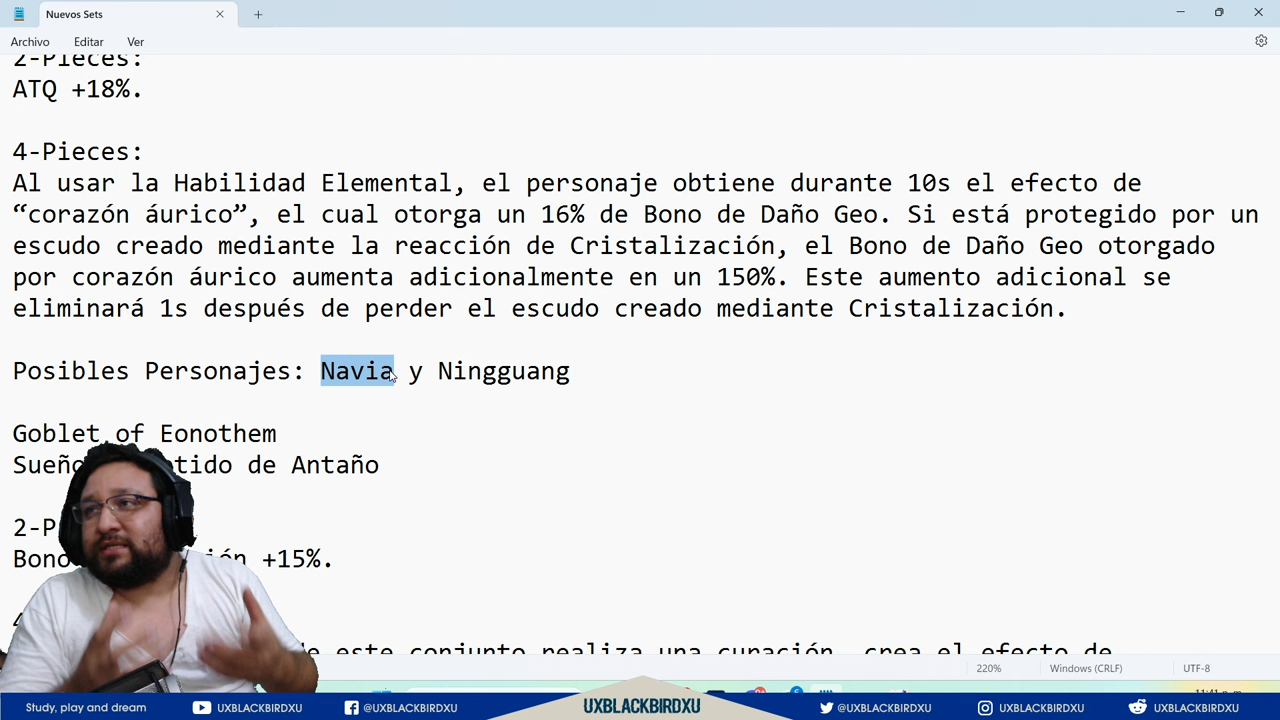 Nuevos Sets
Archivo Editar Ver
2-Pieces:
ATQ +18%.
4-Pieces:
Al usar la Habilidad Elemental, el personaje obtiene durante 10s el efecto de
“corazón áurico”, el cual otorga un 16% de Bono de Daño Geo. Si está protegido por un
escudo creado mediante la reacción de Cristalización, el Bono de Daño Geo otorgado
por corazón áurico aumenta adicionalmente en un 150%. Este aumento adicional se
eliminará 1s después de perder el escudo creado mediante Cristalización.
Posibles Personajes: Navia y Ningguang
Goblet of Eonothem
Sueño de Antaño
2-P
Bono +15%.
este conjunto realiza una curación, crea el efecto de
220% Windows (CRLF) UTF-8
Study, play and dream UXBLACKBIRDXU @UXBLACKBIRDXU UXBLACKBIRDXU @UXBLACKBIRDXU UXBLACKBIRDXU UXBLACKBIRDXU